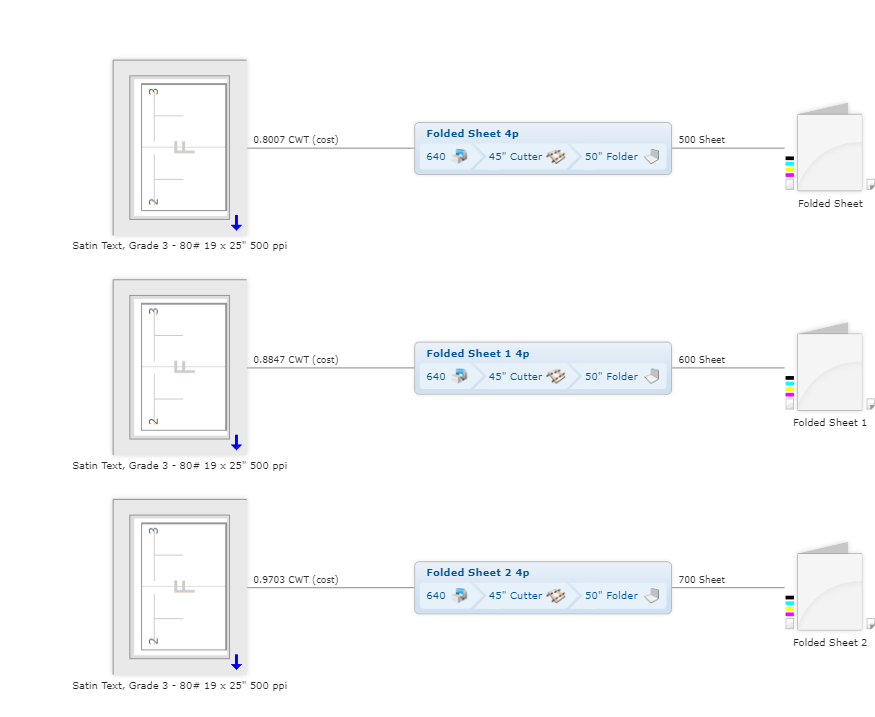 3
2
F
0.8007 CWT (cost)
Folded Sheet 4p
640 45" Cutter 50" Folder
500 Sheet
Folded Sheet
Satin Text, Grade 3 - 80# 19 x 25" 500 ppi
3
2
F
0.8847 CWT (cost)
Folded Sheet 1 4p
640 45" Cutter 50" Folder
600 Sheet
Folded Sheet 1
Satin Text, Grade 3 - 80# 19 x 25" 500 ppi
3
2
F
0.9703 CWT (cost)
Folded Sheet 2 4p
640 45" Cutter 50" Folder
700 Sheet
Folded Sheet 2
Satin Text, Grade 3 - 80# 19 x 25" 500 ppi